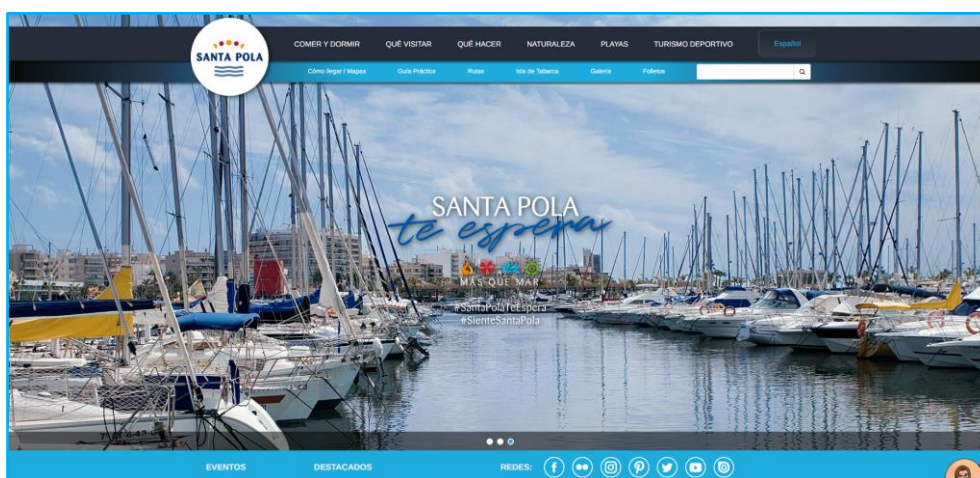 SANTA POLA
COMER Y DORMIR QUÉ VISITAR QUÉ HACER NATURALEZA PLAYAS TURISMO DEPORTIVO Español
Cómo llegar / Mapas Guía Práctica Rutas Isla de Tabarca Galería Folletos
SANTA POLA
te espera
MÁS QUE MAR
#SantaPolaTeEspera
#SienteSantaPola
EVENTOS DESTACADOS REDES: